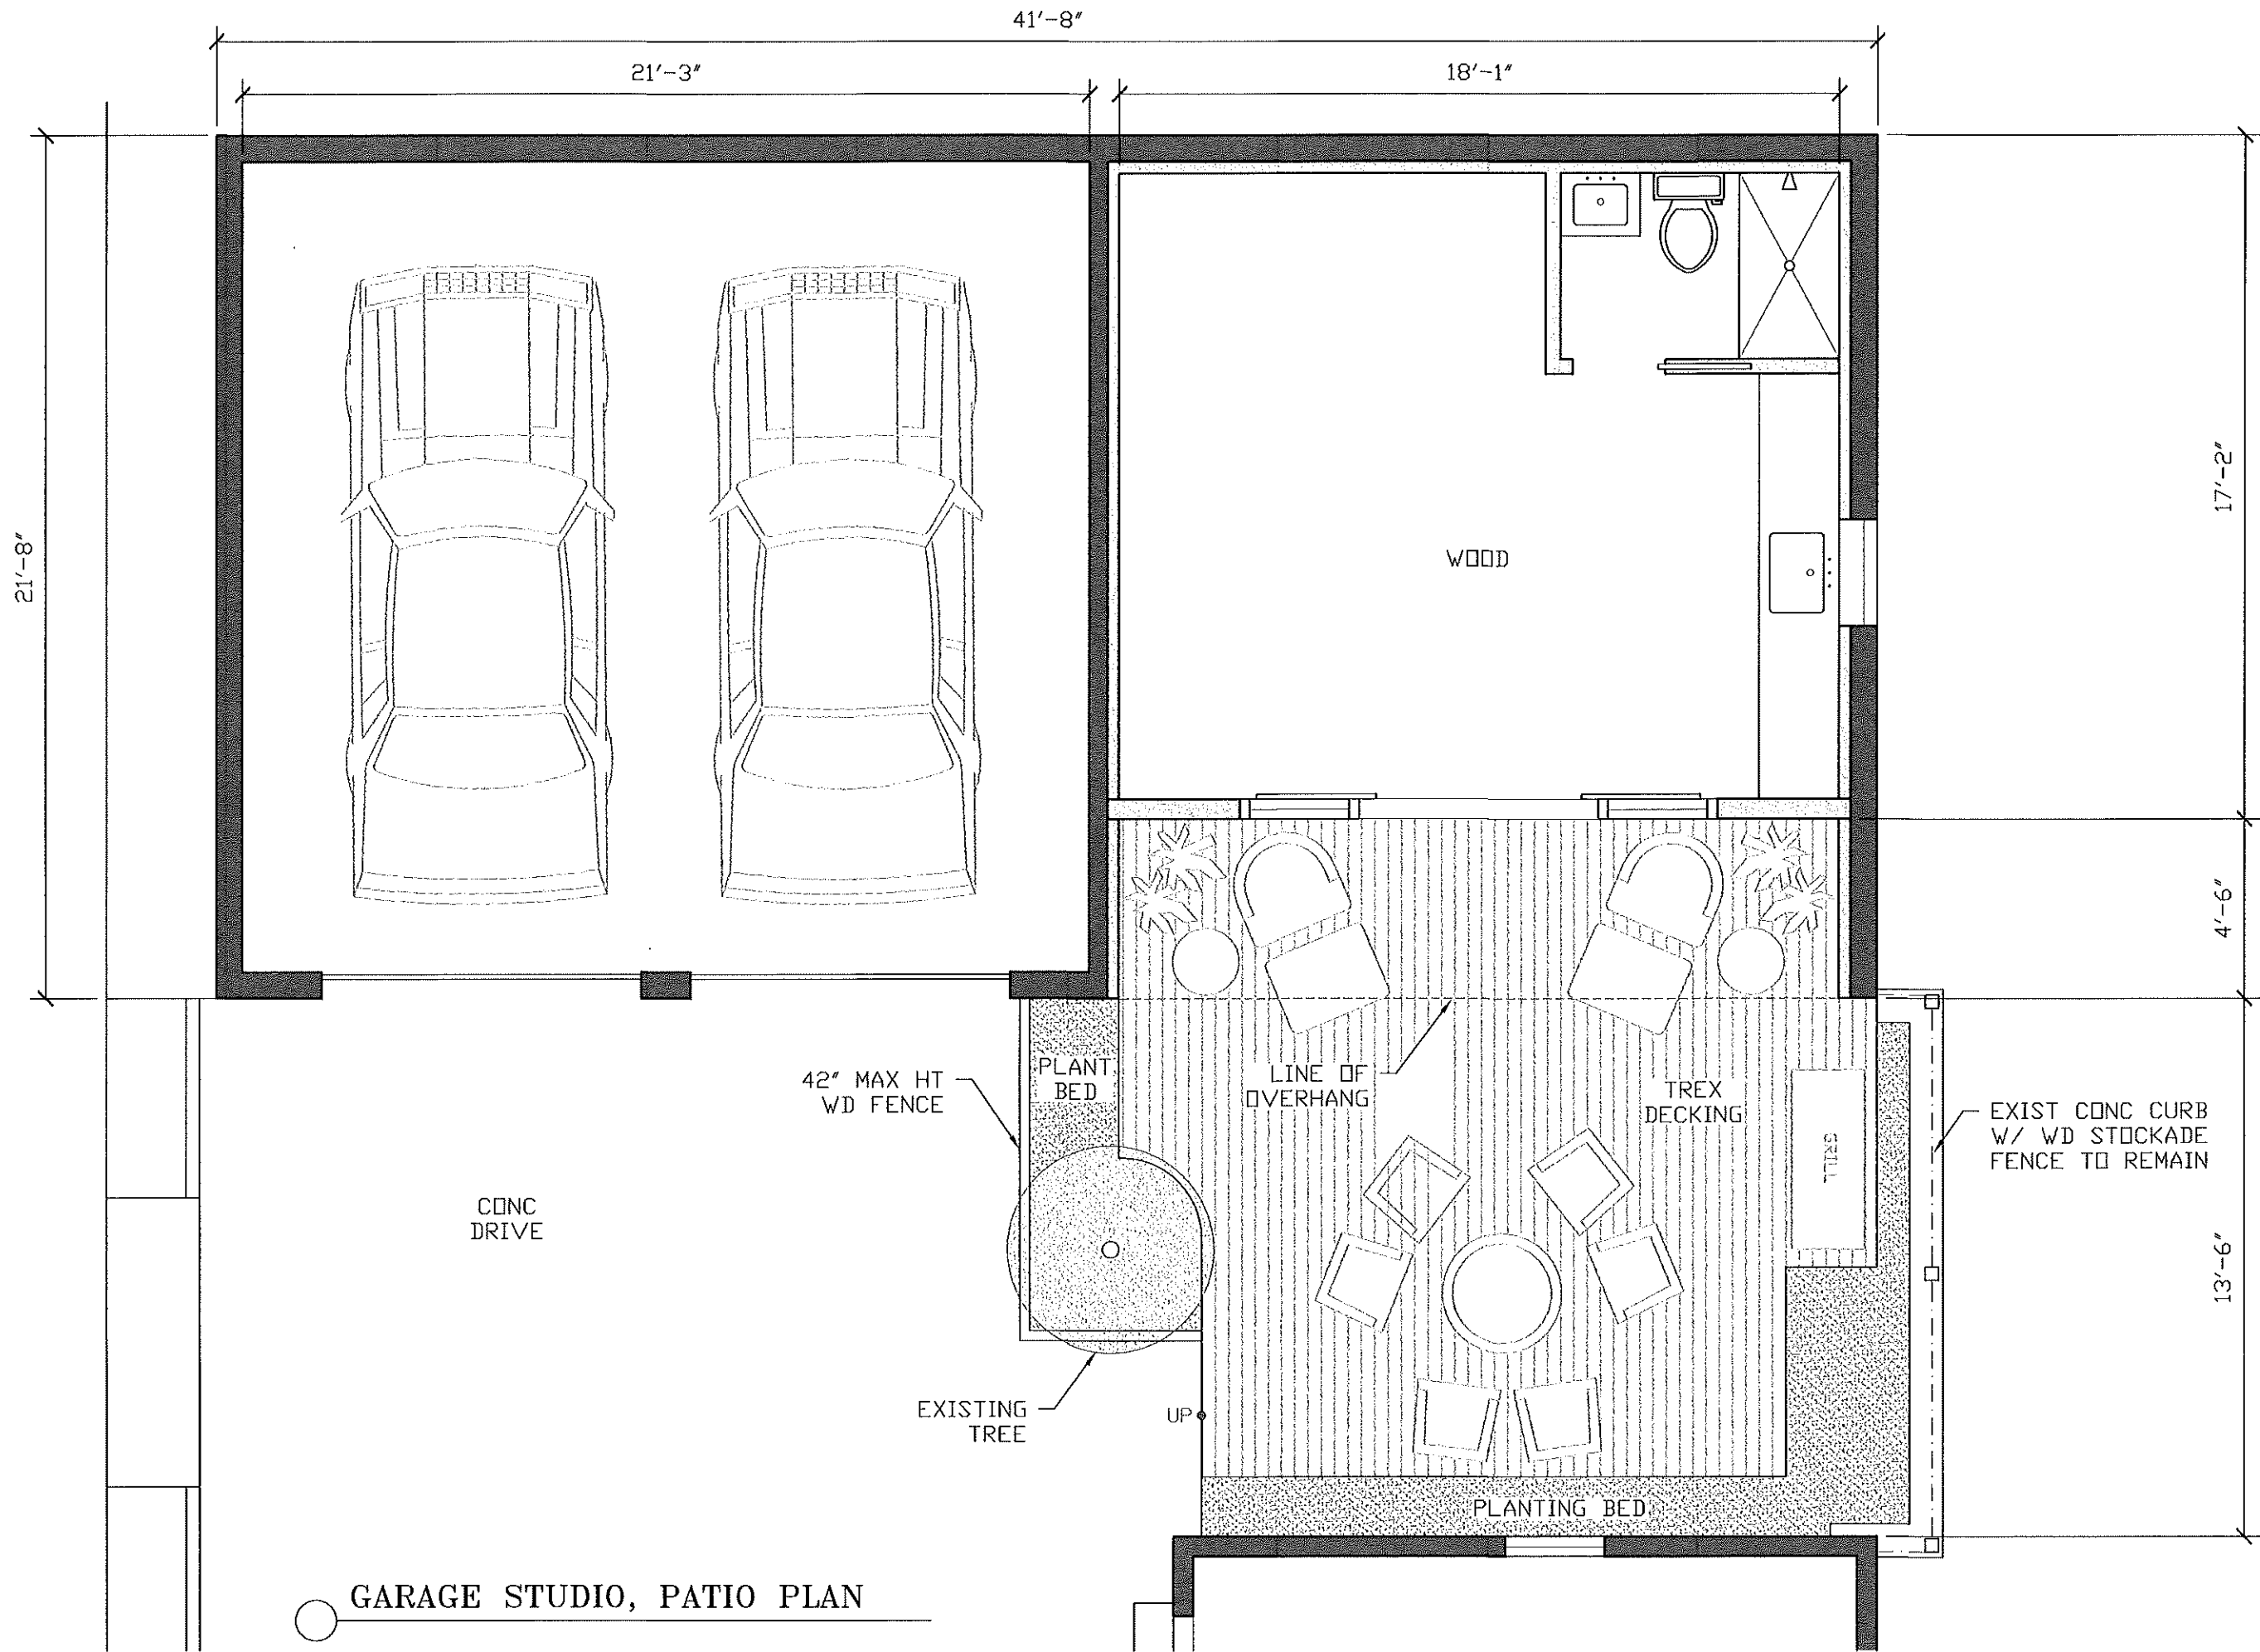 41'-8"
21'-3"
18'-1"
21'-8"
17'-2"
WOOD
4'-6"
PLANT
BED
42" MAX HT
WD FENCE
LINE OF
OVERHANG
TREX
DECKING
GRILL
EXIST CONC CURB
W/ WD STOCKADE
FENCE TO REMAIN
CONC
DRIVE
13'-6"
EXISTING
TREE
UP
PLANTING BED
GARAGE STUDIO, PATIO PLAN